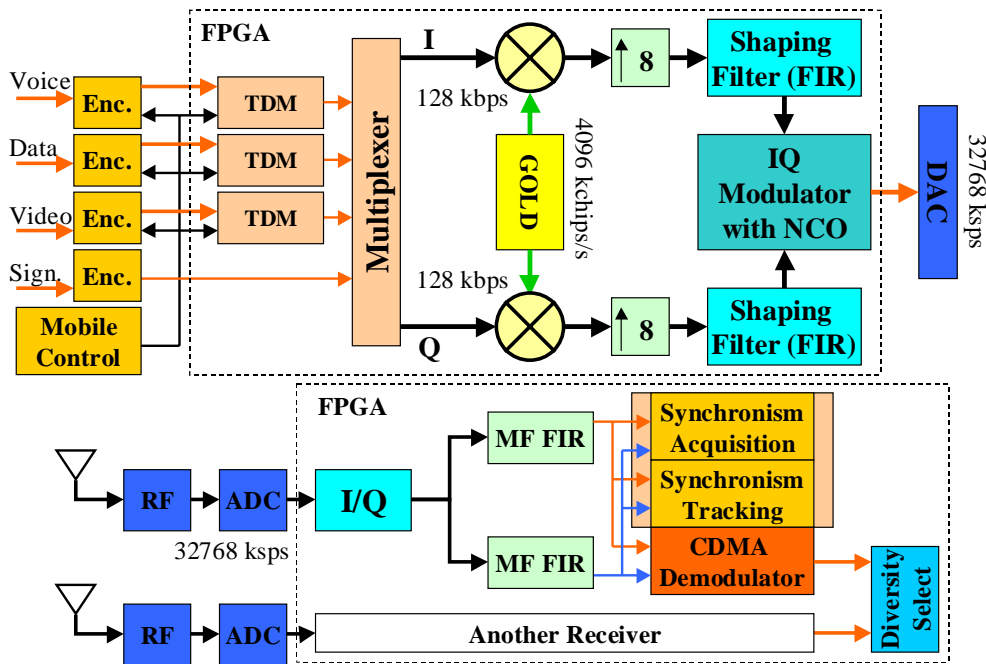 FPGA
Voice
Enc.
TDM
Data
Enc.
TDM
Video
Enc.
TDM
Sign.
Enc.
Mobile
Control
Multiplexer
I
128 kbps
GOLD
4096 kchips/s
128 kbps
Q
8
Shaping
Filter (FIR)
IQ
Modulator
with NCO
8
Shaping
Filter (FIR)
DAC
32768 ksps
FPGA
RF
ADC
32768 ksps
I/Q
MF FIR
MF FIR
Synchronism
Acquisition
Synchronism
Tracking
CDMA
Demodulator
Diversity
Select
RF
ADC
Another Receiver